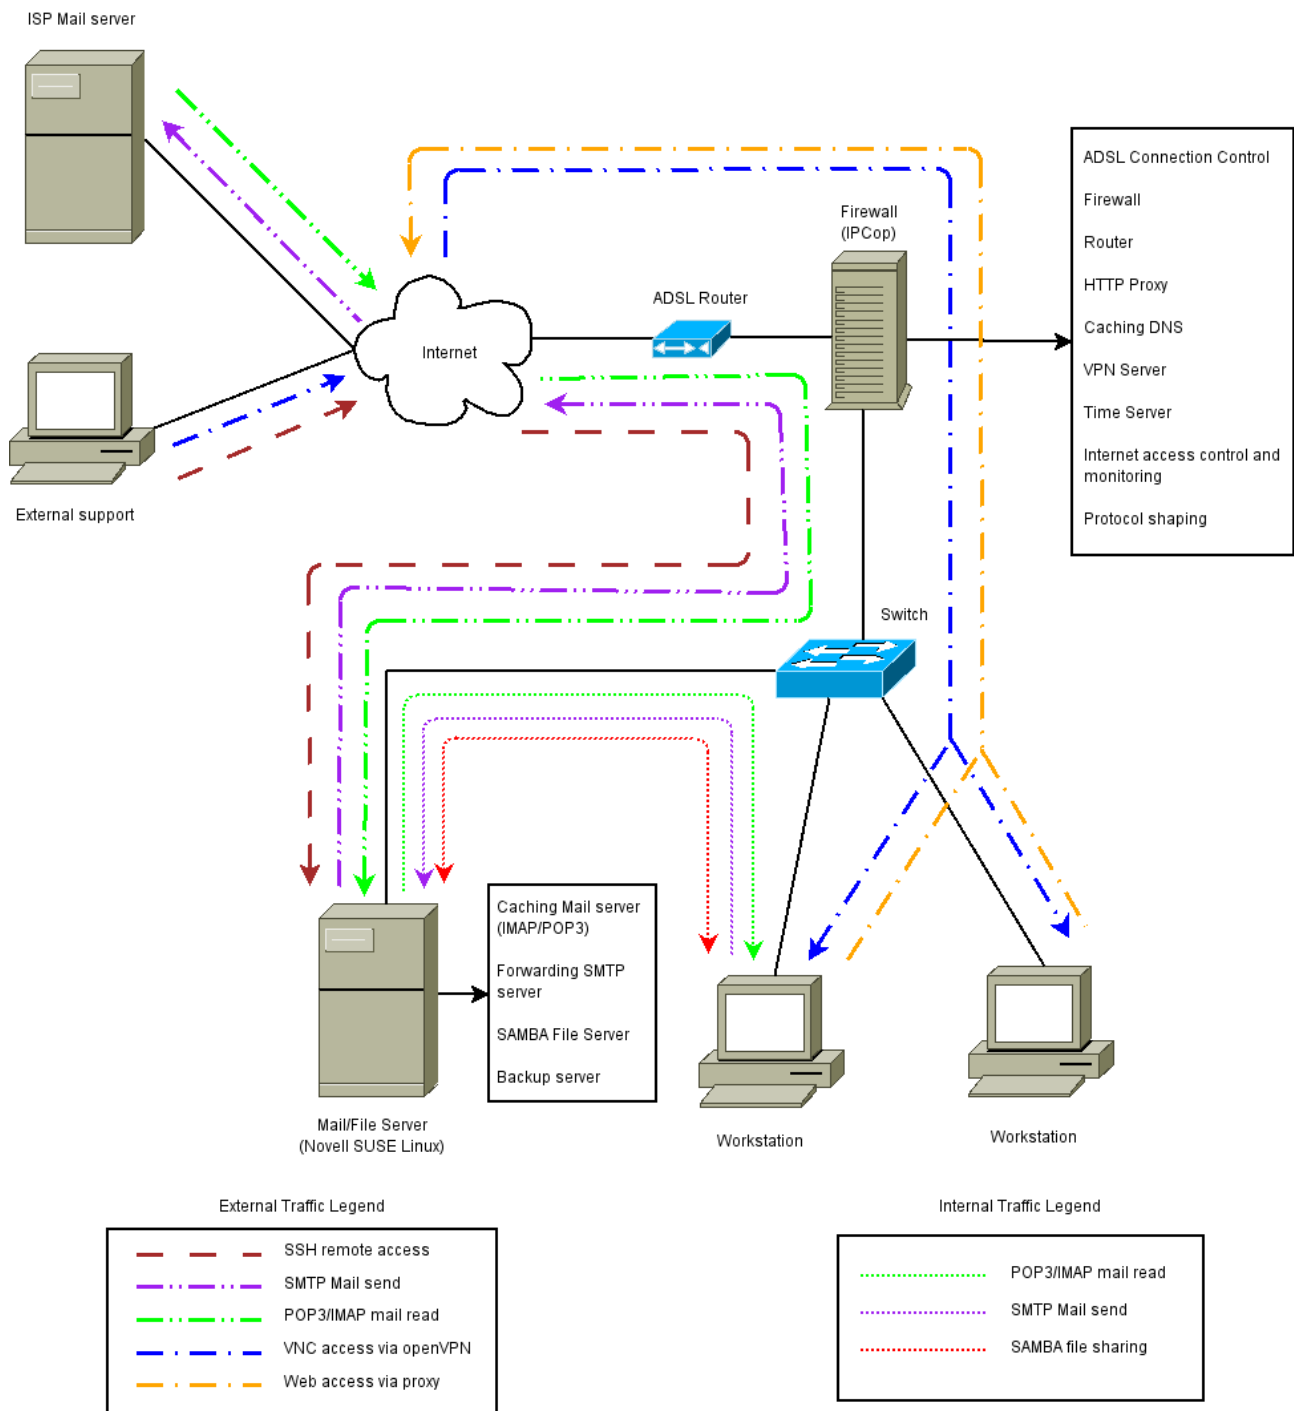 ISP Mail server
Firewall
(IPCop)
ADSL Router
Internet
External support
ADSL Connection Control
Firewall
Router
HTTP Proxy
Caching DNS
VPN Server
Time Server
Internet access control and
monitoring
Protocol shaping
Switch
Caching Mail server
(IMAP/POP3)
Forwarding SMTP
server
SAMBA File Server
Backup server
Mail/File Server
(Novell SUSE Linux)
Workstation
Workstation
External Traffic Legend
SSH remote access
SMTP Mail send
POP3/IMAP mail read
VNC access via openVPN
Web access via proxy
Internal Traffic Legend
POP3/IMAP mail read
SMTP Mail send
SAMBA file sharing